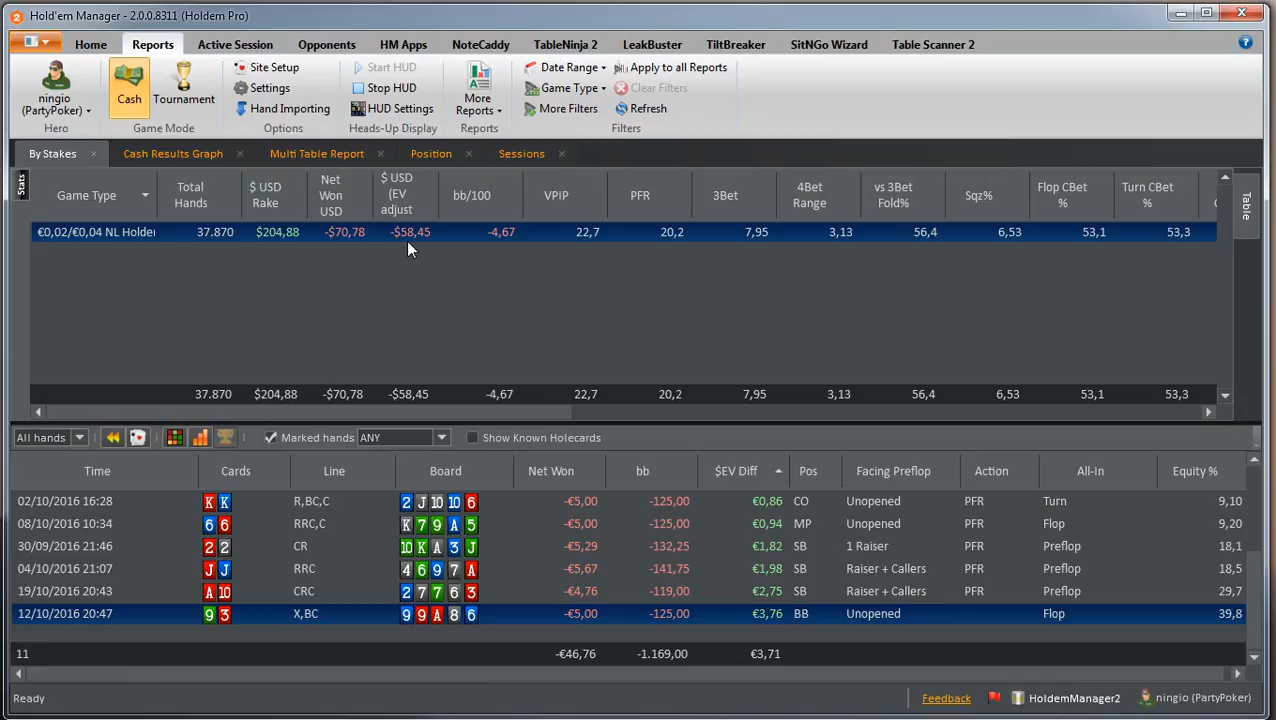 Hold'em Manager - 2.0.0.8311 (Holdem Pro)
Home Reports Active Session Opponents HM Apps NoteCaddy TableNinja 2 LeakBuster TiltBreaker SitNGo Wizard Table Scanner 2
ningio
(PartyPoker)
Hero
Cash Tournament
Game Mode
Site Setup
Settings
Hand Importing
Options
Start HUD
Stop HUD
HUD Settings
Heads-Up Display
More
Reports
Reports
Date Range Apply to all Reports
Game Type Clear Filters
More Filters Refresh
Filters
By Stakes Cash Results Graph Multi Table Report Position Sessions
Stats
Game Type Total Hands $ USD Rake Net Won USD $ USD (EV adjust bb/100 VPIP PFR 3Bet 4Bet Range vs 3Bet Fold% Sqz% Flop CBet % Turn CBet %
Table
€0,02/€0,04 NL Holder 37.870 $204,88 -$70,78 -$58,45 -4,67 22,7 20,2 7,95 3,13 56,4 6,53 53,1 53,3
37.870 $204,88 -$70,78 -$58,45 -4,67 22,7 20,2 7,95 3,13 56,4 6,53 53,1 53,3
All hands Marked hands ANY Show Known Holecards
Time Cards Line Board Net Won bb $EV Diff Pos Facing Preflop Action All-In Equity %
02/10/2016 16:28 K K R,BC,C 2 J 10 10 6 -€5,00 -125,00 €0,86 CO Unopened PFR Turn 9,10
08/10/2016 10:34 6 6 RRC,C K 7 9 A 5 -€5,00 -125,00 €0,94 MP Unopened PFR Flop 9,20
30/09/2016 21:46 2 2 CR 10 K A 3 J -€5,29 -132,25 €1,82 SB 1 Raiser PFR Preflop 18,1
04/10/2016 21:07 J J RRC 4 6 9 7 A -€5,67 -141,75 €1,98 SB Raiser + Callers PFR Preflop 18,5
19/10/2016 20:43 A 10 CRC 2 7 7 6 3 -€4,76 -119,00 €2,75 SB Raiser + Callers PFR Preflop 29,7
12/10/2016 20:47 9 3 X,BC 9 9 A 8 6 -€5,00 -125,00 €3,76 BB Unopened Flop 39,8
11 -€46,76 -1.169,00 €3,71
Ready Feedback HoldemManager2 ningio (PartyPoker)